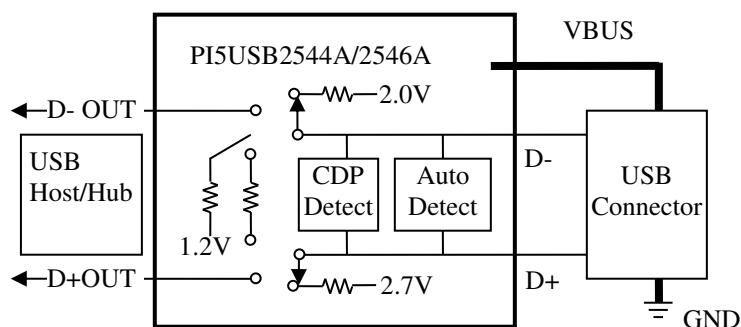 VBUS
PI5USB2544A/2546A
2.0V
D- OUT
USB
Host/Hub
CDP
Detect
Auto
Detect
D-
USB
Connector
1.2V
D+OUT
2.7V
D+
GND